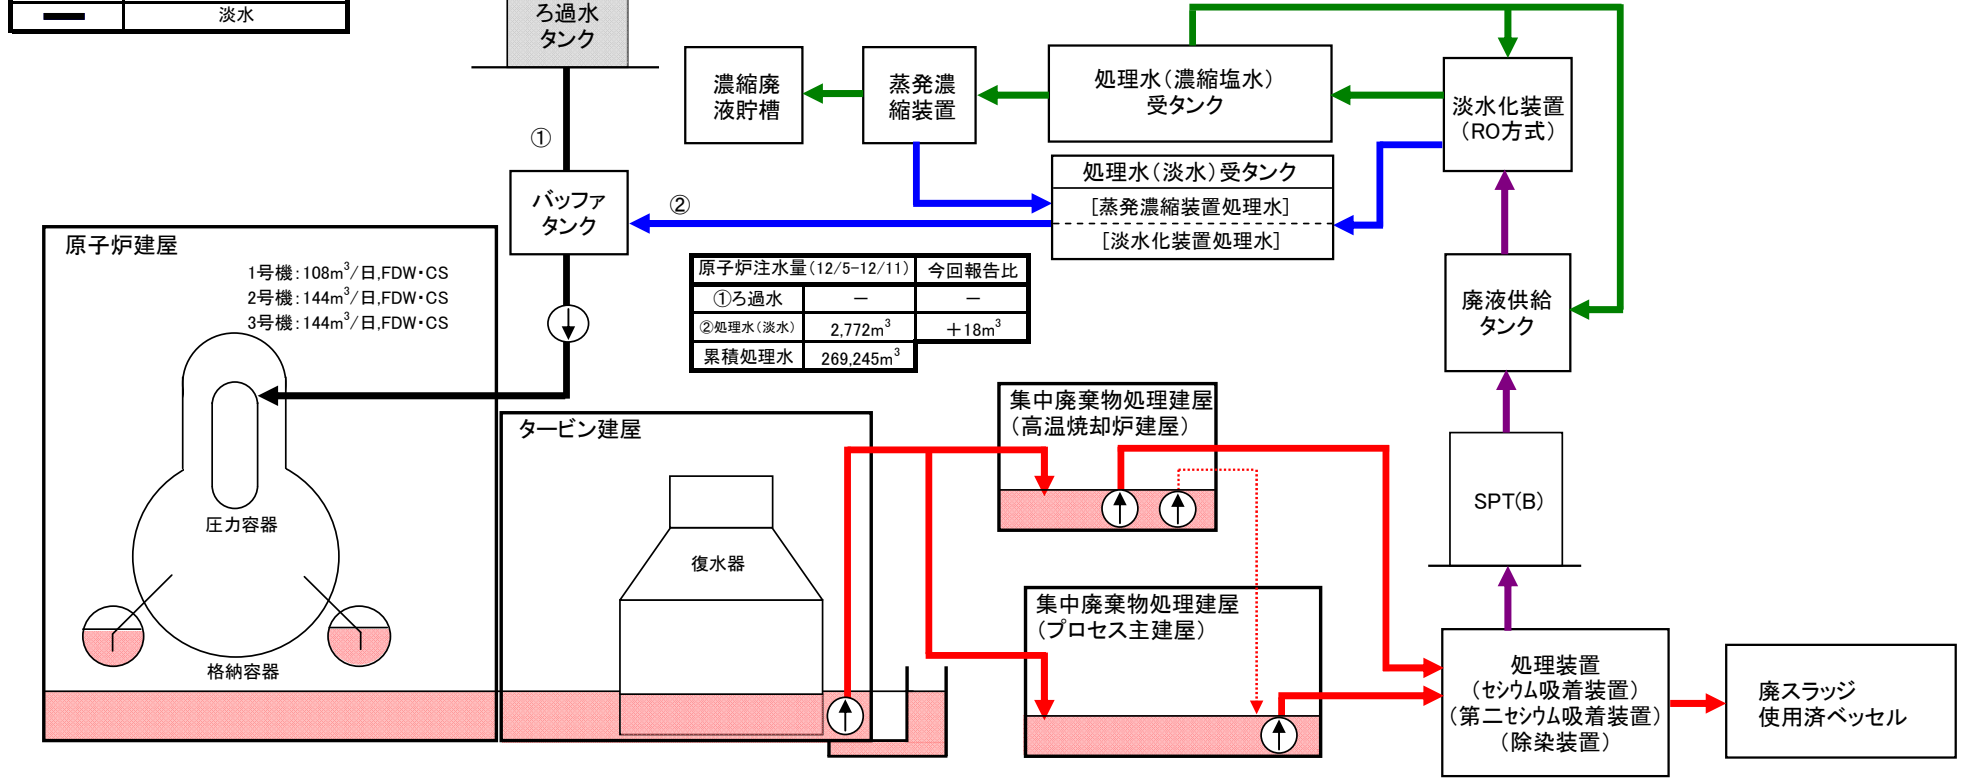 淡水
ろ過水
タンク
①
バッファ
タンク
②
濃縮廃
液貯槽
蒸発濃
縮装置
処理水(濃縮塩水)
受タンク
淡水化装置
(RO方式)
処理水(淡水)受タンク
[蒸発濃縮装置処理水]
[淡水化装置処理水]
原子炉建屋
1号機:108m³/日,FDW・CS
2号機:144m³/日,FDW・CS
3号機:144m³/日,FDW・CS
原子炉注水量(12/5-12/11) 今回報告比
①ろ過水 － －
②処理水(淡水) 2,772m³ ＋18m³
累積処理水 269,245m³
廃液供給
タンク
圧力容器
格納容器
タービン建屋
復水器
集中廃棄物処理建屋
(高温焼却炉建屋)
SPT(B)
集中廃棄物処理建屋
(プロセス主建屋)
処理装置
(セシウム吸着装置)
(第二セシウム吸着装置)
(除染装置)
廃スラッジ
使用済ベッセル